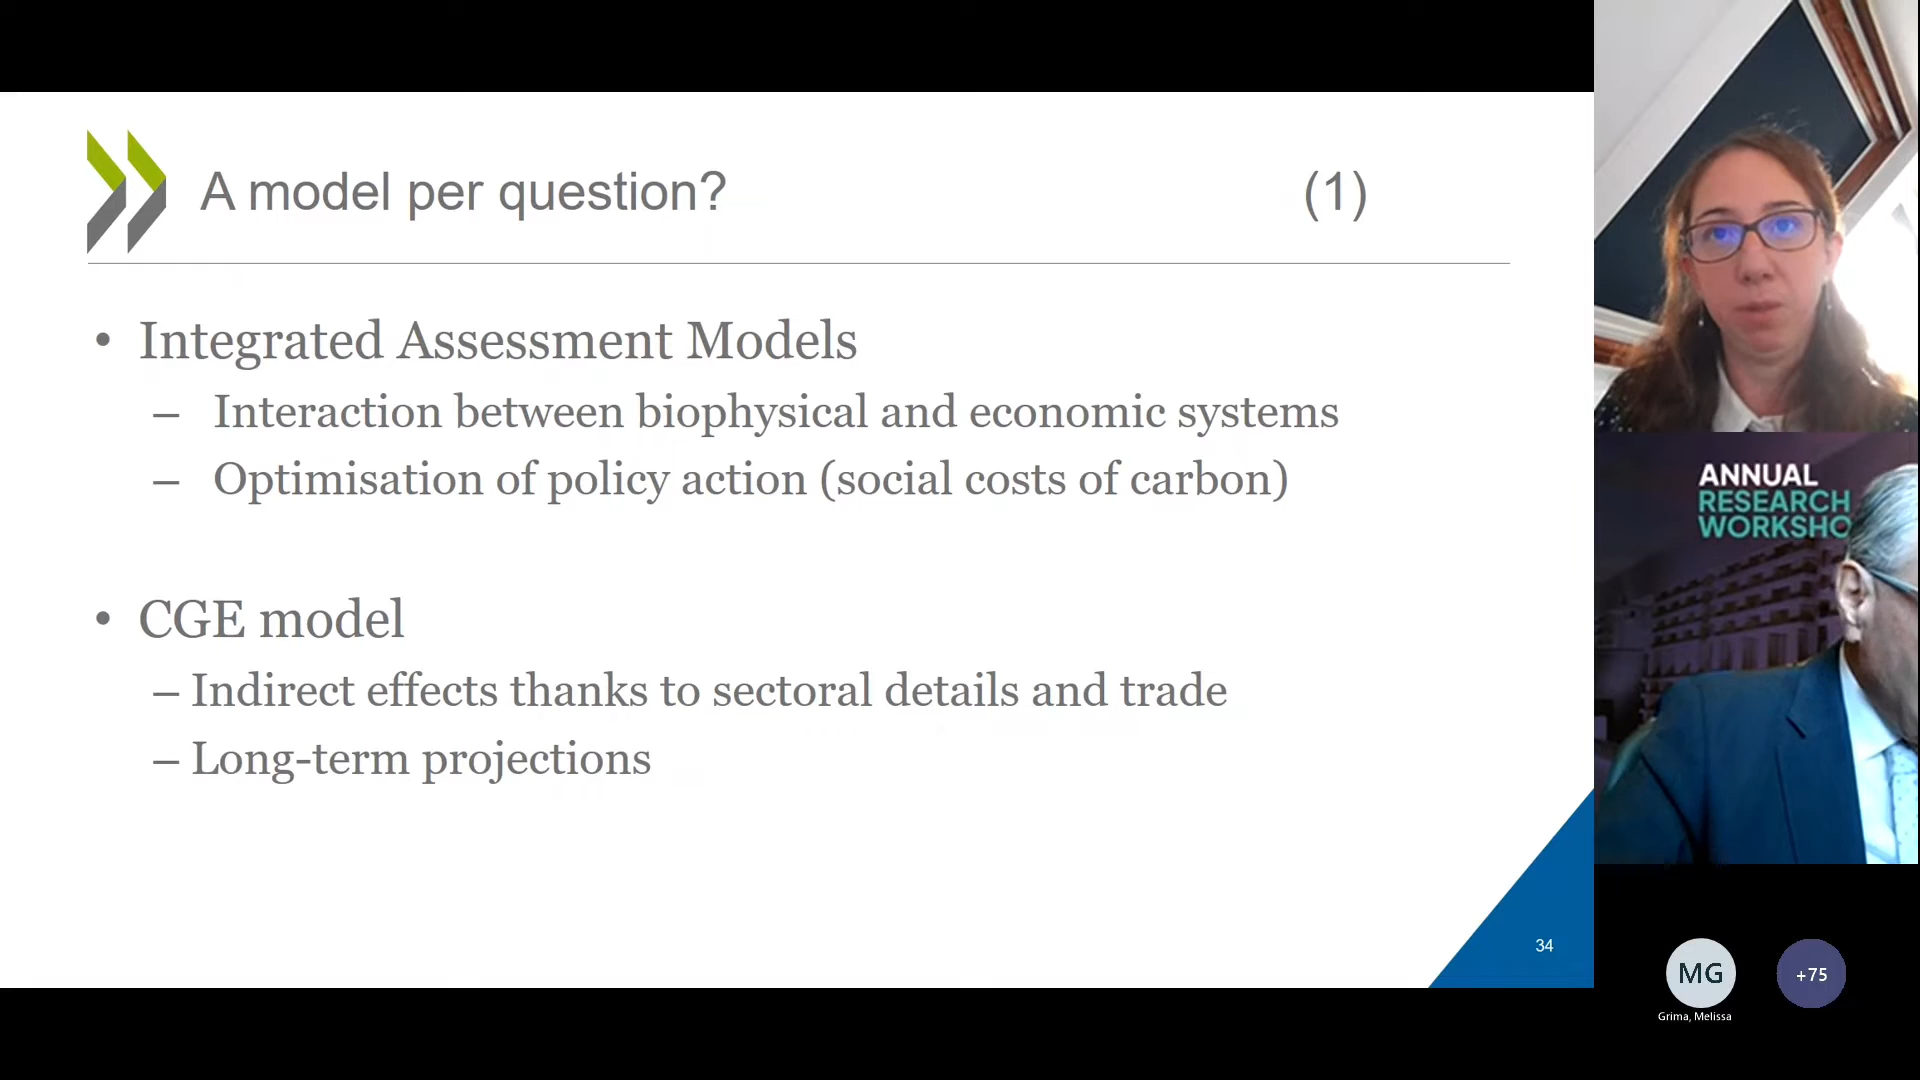 A model per question? (1)
• Integrated Assessment Models
– Interaction between biophysical and economic systems
– Optimisation of policy action (social costs of carbon)
• CGE model
– Indirect effects thanks to sectoral details and trade
– Long-term projections
34
ANNUAL
RESEARCH
WORKSHO
MG
+75
Grima, Melissa